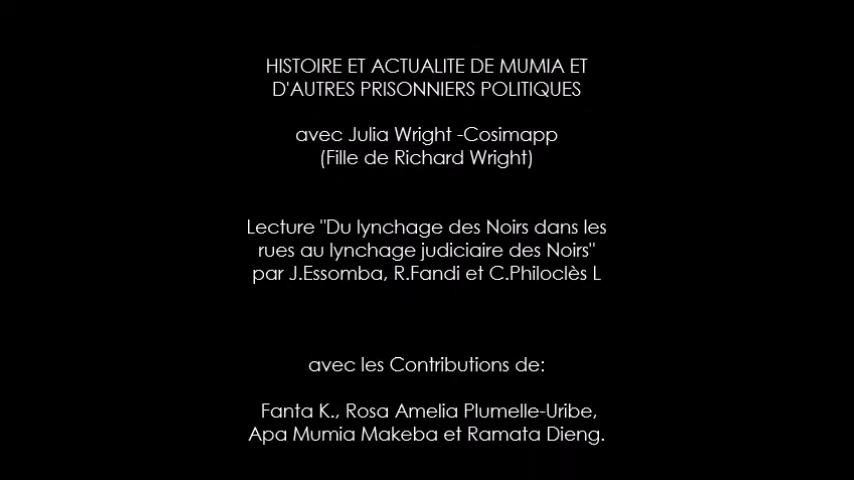 HISTOIRE ET ACTUALITE DE MUMIA ET
D'AUTRES PRISONNIERS POLITIQUES
avec Julia Wright -Cosimapp
(Fille de Richard Wright)
Lecture "Du lynchage des Noirs dans les
rues au lynchage judiciaire des Noirs"
par J.Essomba, R.Fandi et C.Philoclès L
avec les Contributions de:
Fanta K., Rosa Amelia Plumelle-Uribe,
Apa Mumia Makeba et Ramata Dieng.